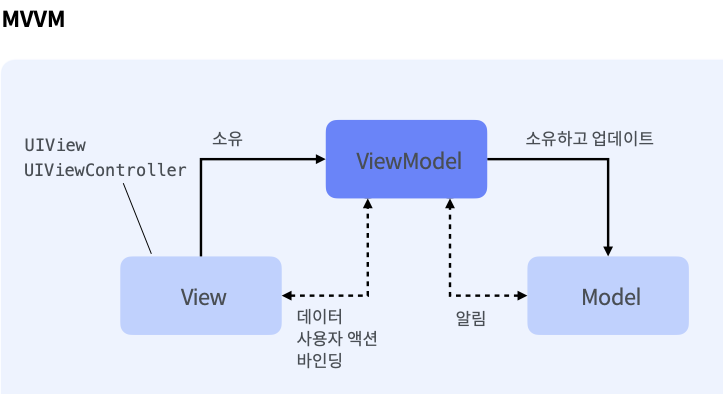 MVVM
UIView
UIViewController
소유
ViewModel
소유하고 업데이트
View
데이터
사용자 액션
바인딩
알림
Model